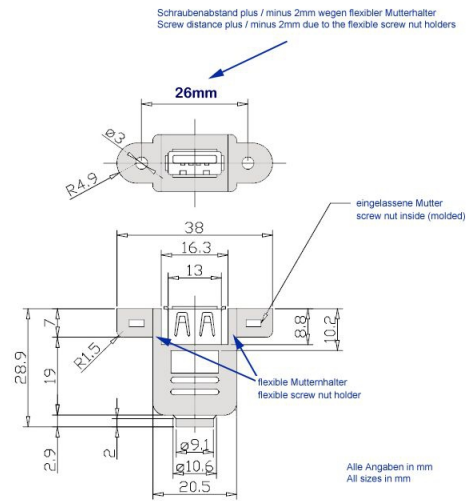 Schraubenabstand plus / minus 2mm wegen flexibler Mutterhalter
Screw distance plus / minus 2mm due to the flexible screw nut holders
26mm
ø3
R4.9
eingelassene Mutter
screw nut inside (molded)
38
16.3
13
7
8.8
10.2
R1.5
28.9
19
flexible Mutternhalter
flexible screw nut holder
2.9
2
ø9.1
ø10.6
20.5
Alle Angaben in mm
All sizes in mm